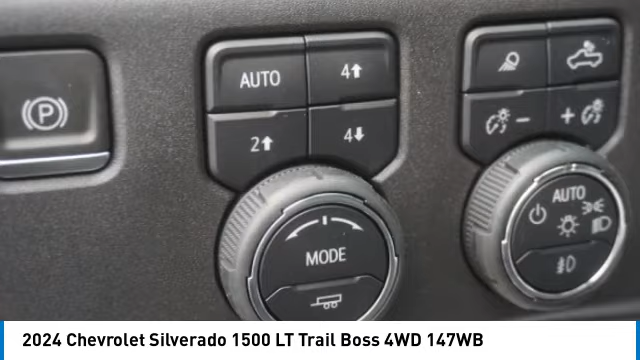 AUTO
4⬆
2⬆
4⬇
P
MODE
AUTO
2024 Chevrolet Silverado 1500 LT Trail Boss 4WD 147WB